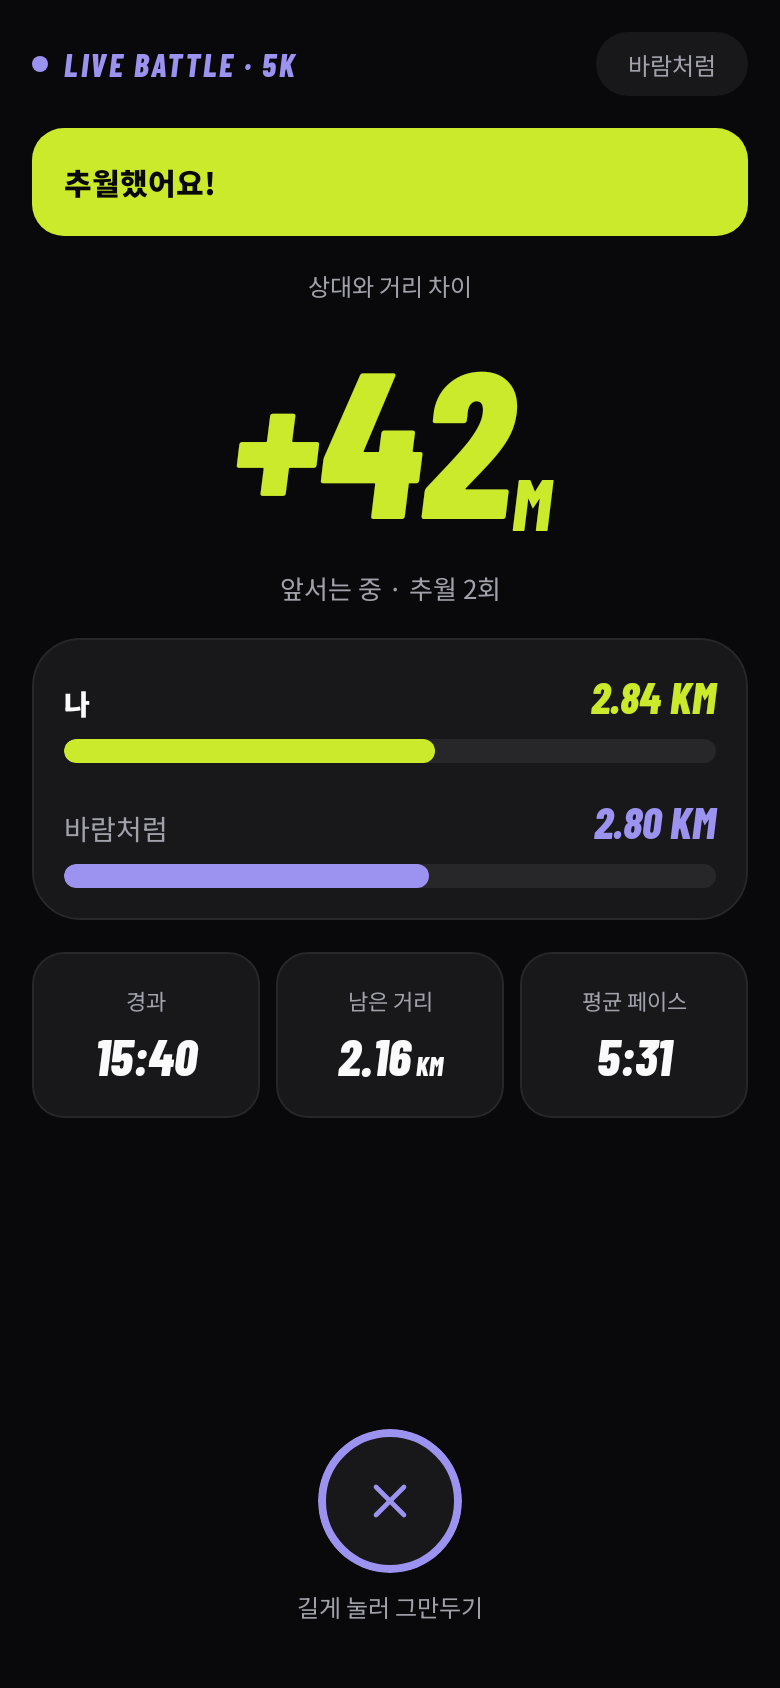 LIVE BATTLE · 5K
바람처럼
추월했어요!
상대와 거리 차이
+42M
앞서는 중 · 추월 2회
나
2.84 KM
바람처럼
2.80 KM
경과
15:40
남은 거리
2.16 KM
평균 페이스
5:31
길게 눌러 그만두기